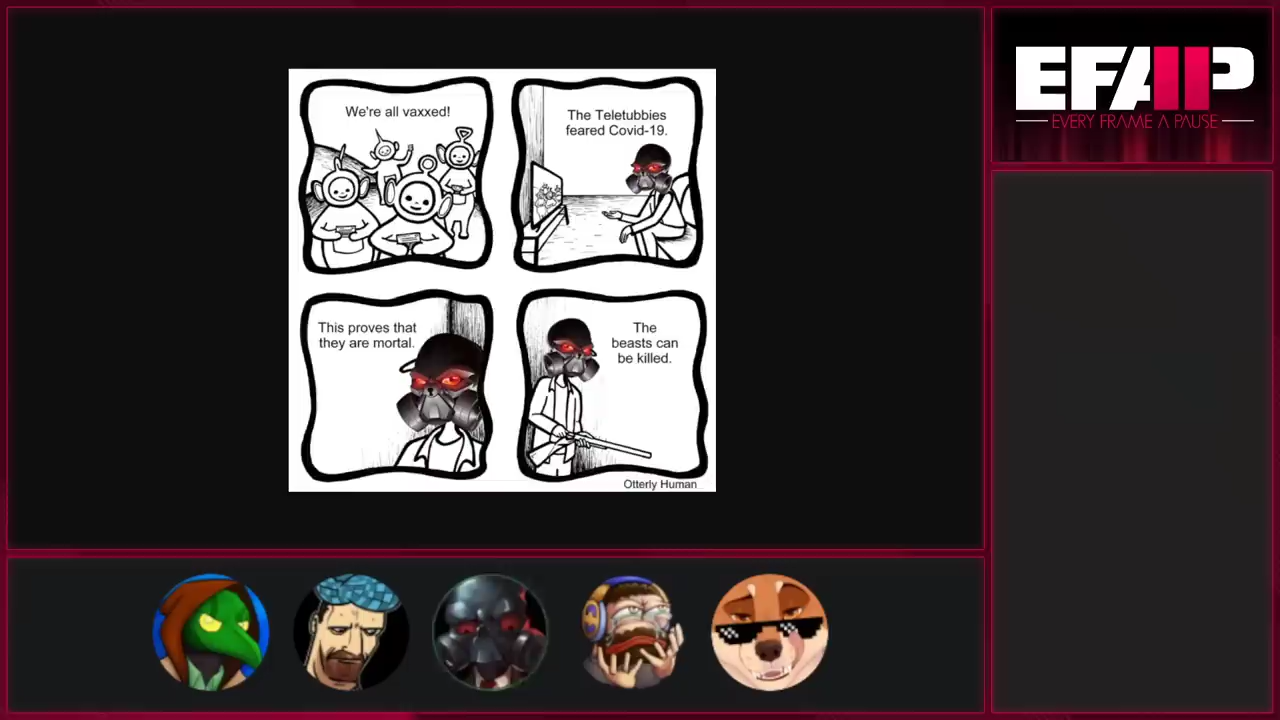 We're all vaxxed!
The Teletubbies
feared Covid-19.
This proves that
they are mortal.
The
beasts can
be killed.
Otterly Human
EFAP
EVERY FRAME A PAUSE